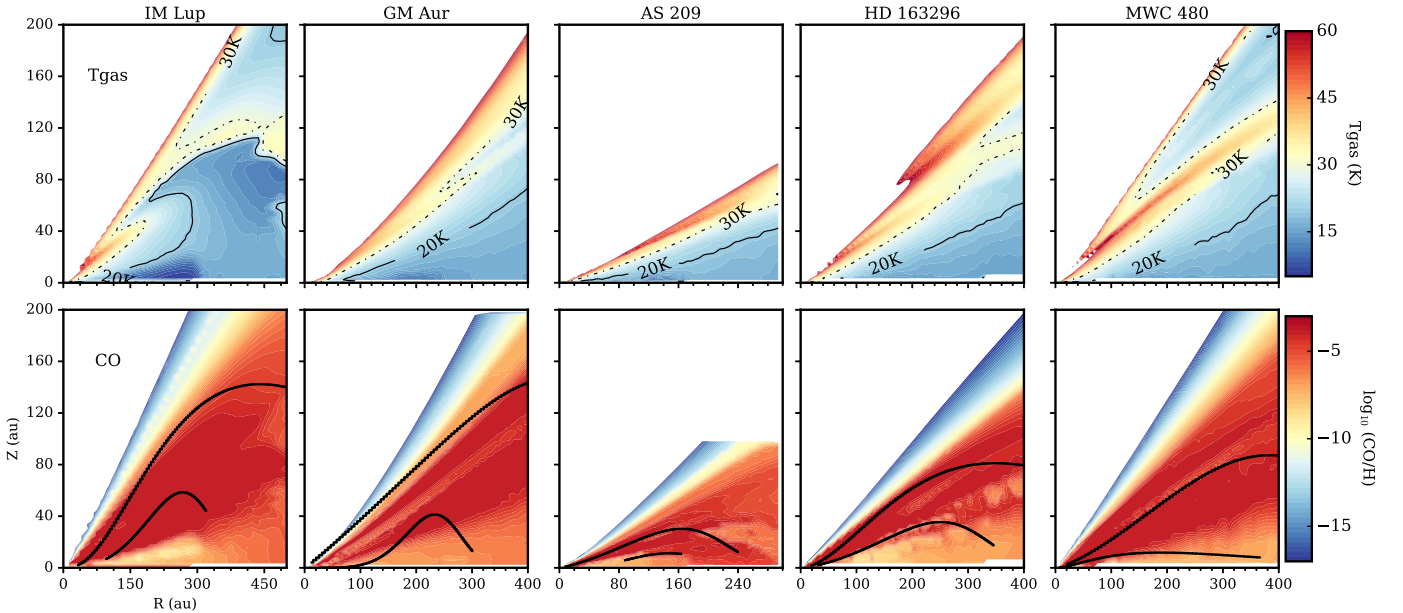 IM Lup
GM Aur
AS 209
HD 163296
MWC 480
200
160
120
80
40
0
Tgas
30K
20K
30K
20K
30K
20K
20K
30K
30K
20K
60
45
30
15
Tgas (K)
200
160
120
80
40
0
Z (au)
CO
0 150 300 450
R (au)
0 100 200 300 400
0 80 160 240
0 100 200 300 400
0 100 200 300 400
−5
−10
−15
log₁₀ (CO/H)